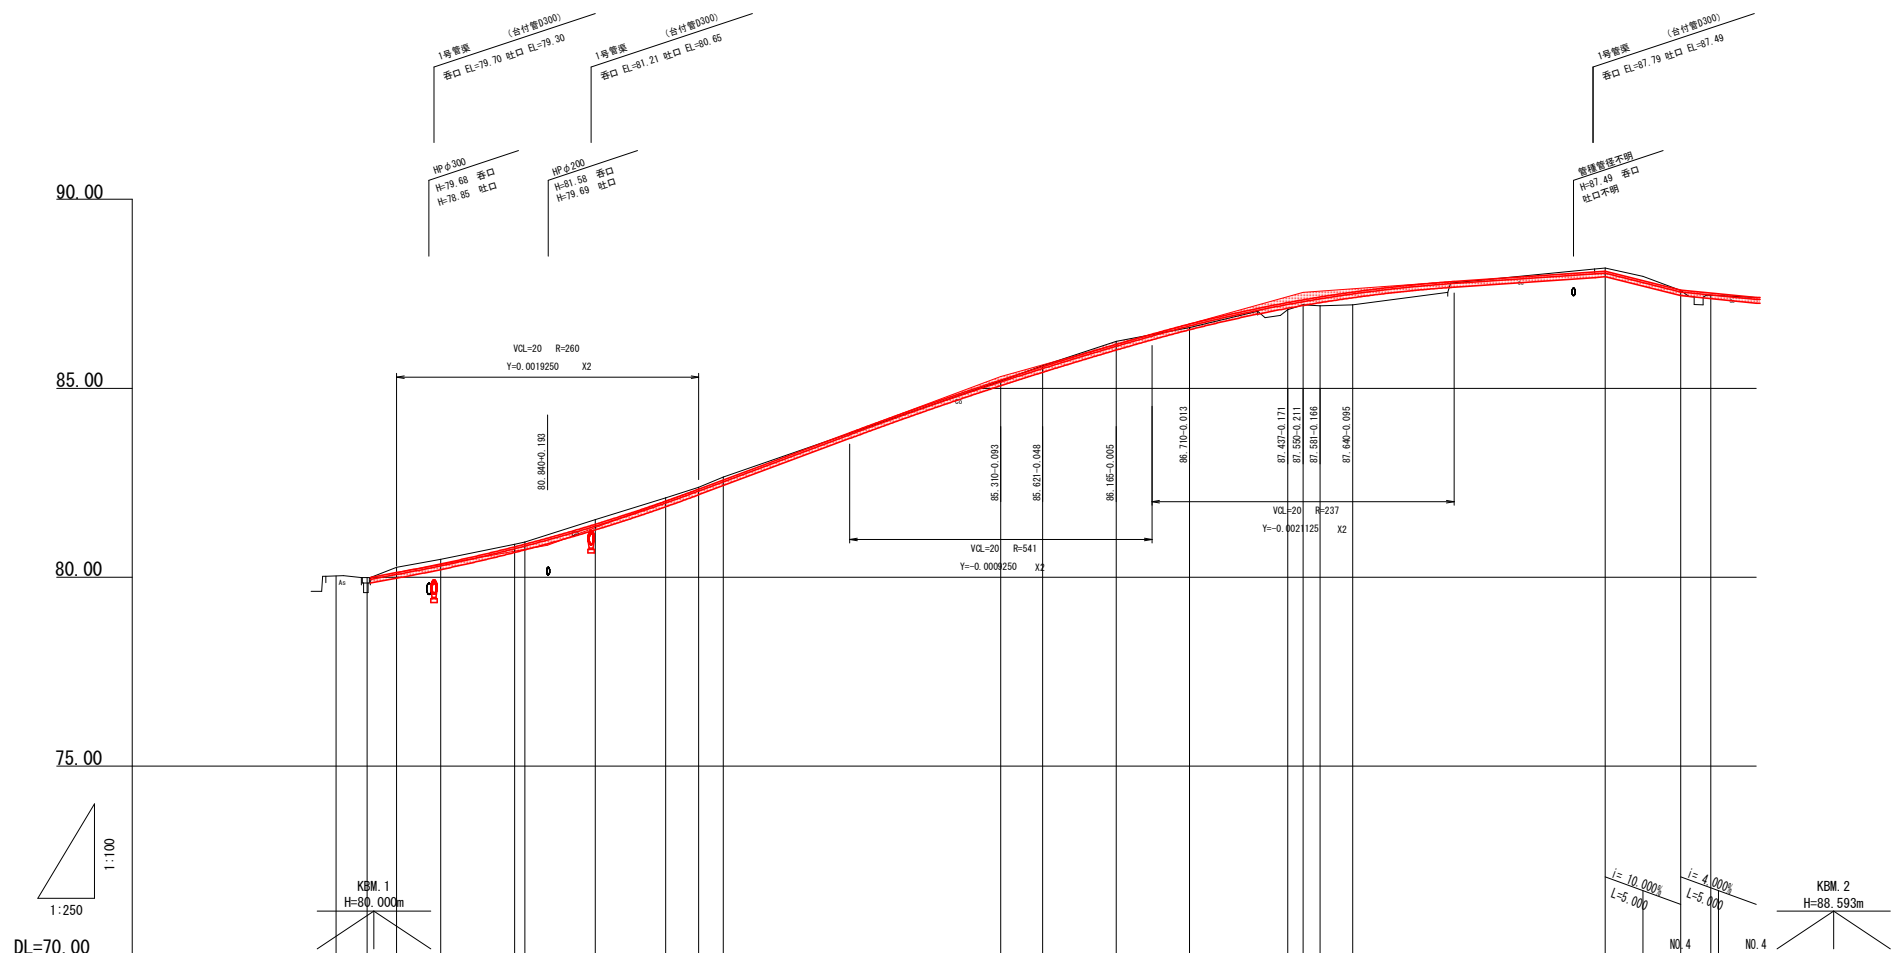 1号管渠 (台付管D300)
呑口 EL=79.70 吐口 EL=79.30
1号管渠 (台付管D300)
呑口 EL=81.21 吐口 EL=80.65
1号管渠 (台付管D300)
呑口 EL=87.79 吐口 EL=87.49
HPφ300
H=79.68 呑口
H=78.85 吐口
HPφ200
H=81.58 呑口
H=79.69 吐口
管種管径不明
H=87.49 呑口
吐口不明
90.00
85.00
80.00
75.00
DL=70.00
VCL=20 R=260
Y=0.0019250 X2
80.840+0.193
85.310-0.093
85.621-0.048
86.165-0.005
86.710-0.013
87.437-0.171
87.550-0.211
87.581-0.166
87.640-0.095
VCL=20 R=237
Y=-0.0021125 X2
VCL=20 R=541
Y=-0.0009250 X2
As
Co
1:100
1:250
KBM.1
H=80.000m
i= 10.000%
L=5.000
i= 4.000%
L=5.000
KBM.2
H=88.593m
NO.4
NO.4